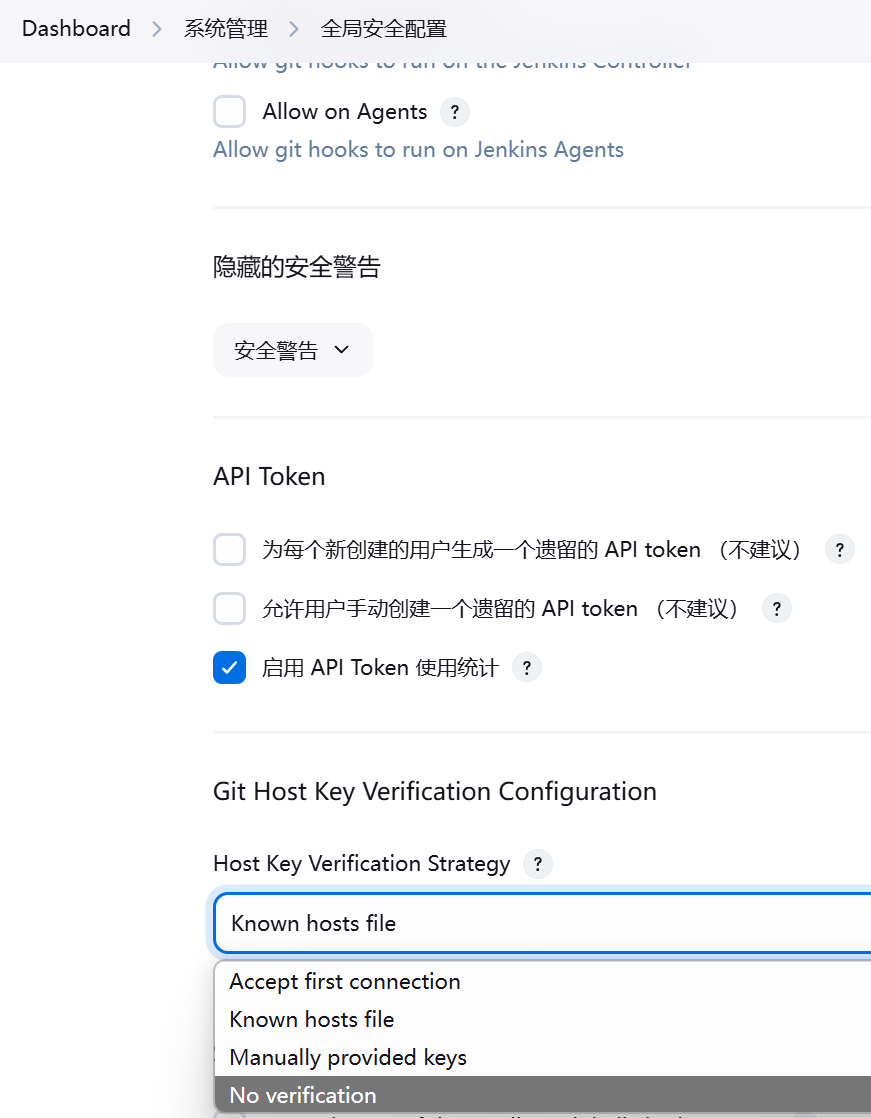 Dashboard > 系统管理 > 全局安全配置
Allow git hooks to run on the Jenkins Controller
Allow on Agents ?
Allow git hooks to run on Jenkins Agents
隐藏的安全警告
安全警告
API Token
为每个新创建的用户生成一个遗留的 API token （不建议） ?
允许用户手动创建一个遗留的 API token （不建议） ?
启用 API Token 使用统计 ?
Git Host Key Verification Configuration
Host Key Verification Strategy ?
Known hosts file
Accept first connection
Known hosts file
Manually provided keys
No verification